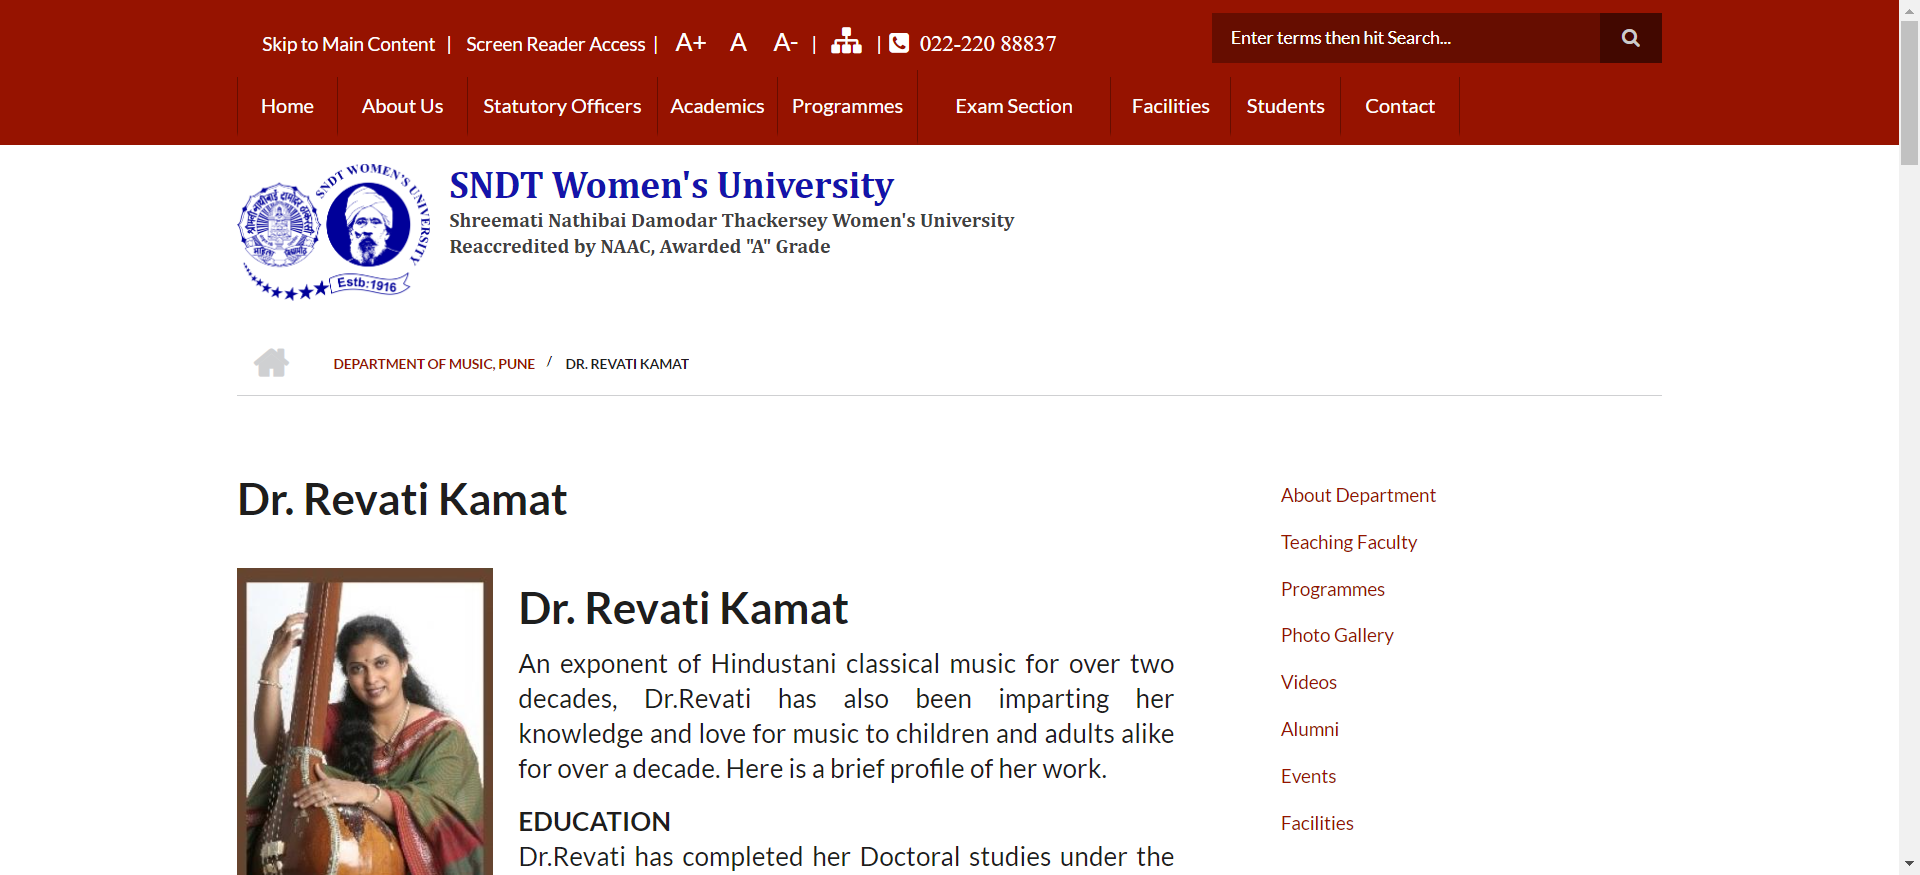 Skip to Main Content | Screen Reader Access | A+ A A- | | 022-220 88837
Enter terms then hit Search...
Home About Us Statutory Officers Academics Programmes Exam Section Facilities Students Contact
SNDT WOMEN'S UNIVERSITY
Estb:1916
SNDT Women's University
Shreemati Nathibai Damodar Thackersey Women's University
Reaccredited by NAAC, Awarded "A" Grade
DEPARTMENT OF MUSIC, PUNE / DR. REVATI KAMAT
Dr. Revati Kamat
Dr. Revati Kamat
An exponent of Hindustani classical music for over two
decades, Dr.Revati has also been imparting her
knowledge and love for music to children and adults alike
for over a decade. Here is a brief profile of her work.
EDUCATION
Dr.Revati has completed her Doctoral studies under the
About Department
Teaching Faculty
Programmes
Photo Gallery
Videos
Alumni
Events
Facilities